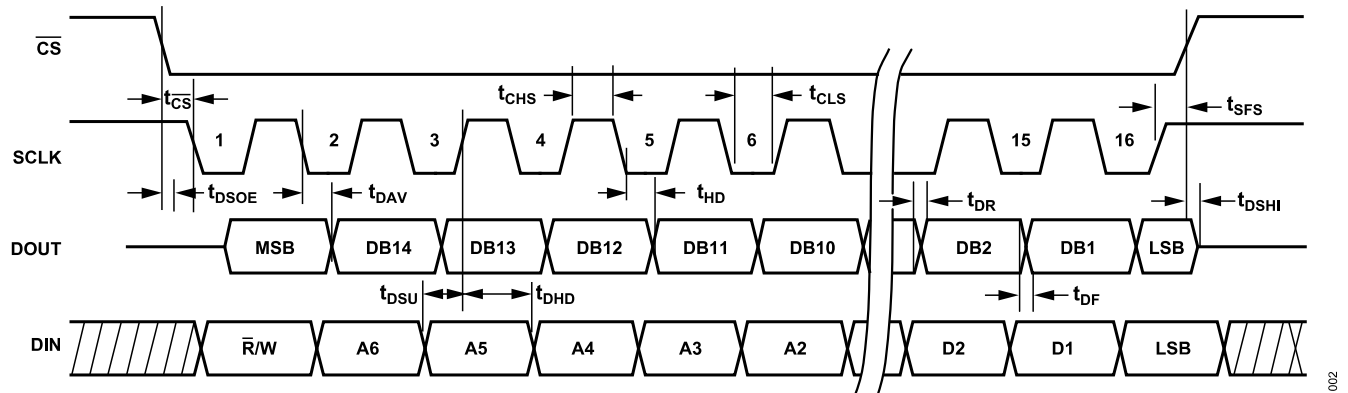 CS
tCS
tCHS
tCLS
tSFS
SCLK
1 2 3 4 5 6 15 16
tDSOE
tDAV
tHD
tDR
tDSHI
DOUT
MSB DB14 DB13 DB12 DB11 DB10 DB2 DB1 LSB
tDSU
tDHD
tDF
DIN
R̅/W A6 A5 A4 A3 A2 D2 D1 LSB
002